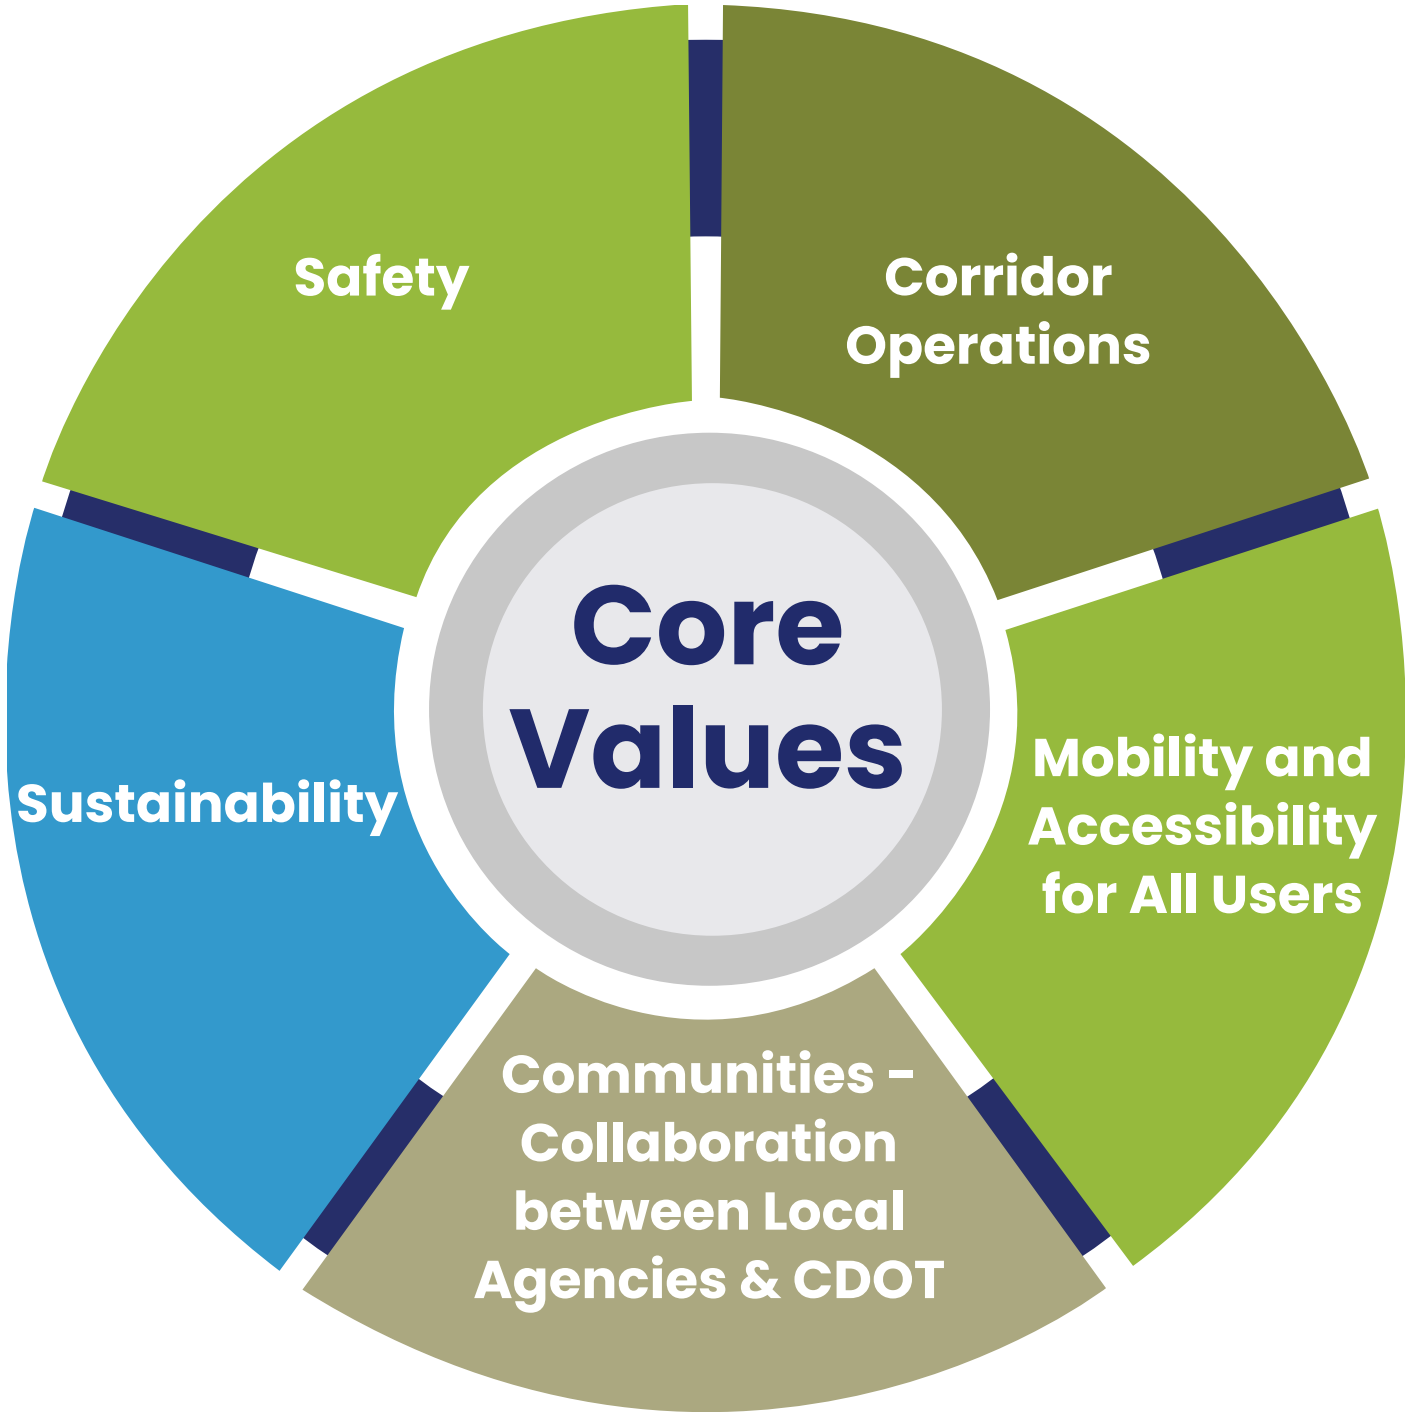 Safety
Corridor
Operations
Core
Values
Mobility and
Accessibility
for All Users
Sustainability
Communities -
Collaboration
between Local
Agencies & CDOT